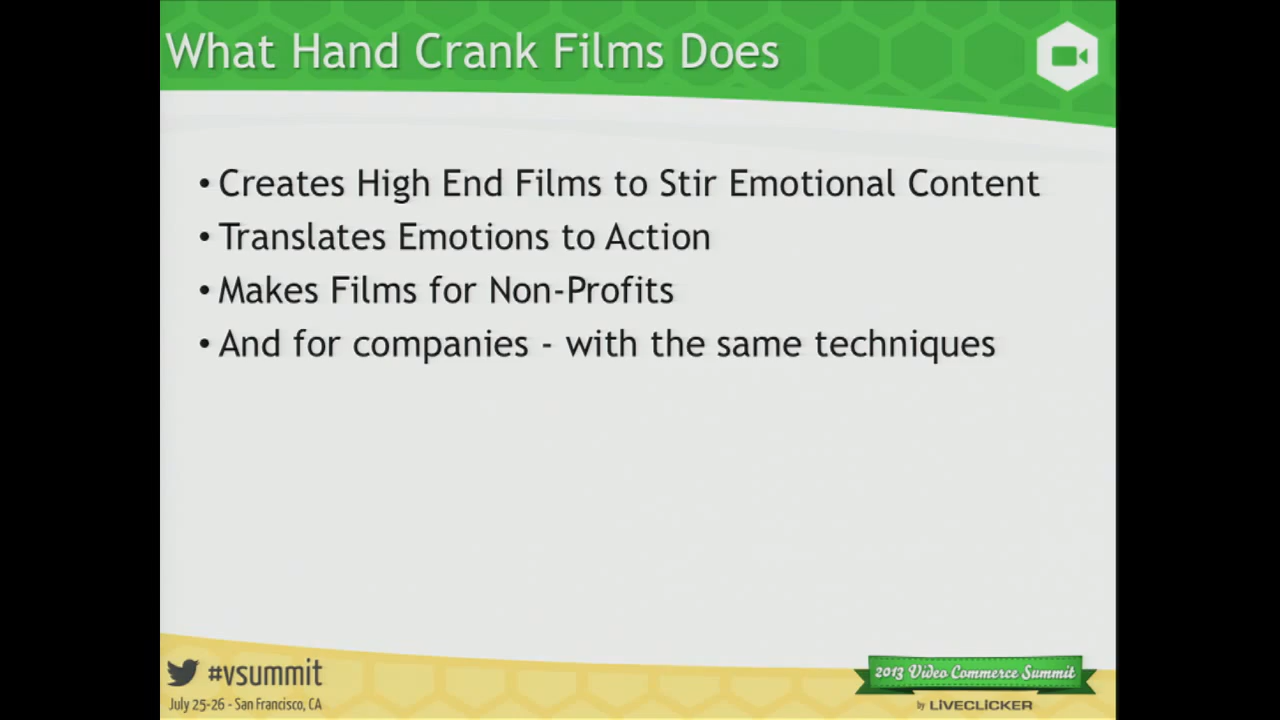 What Hand Crank Films Does
• Creates High End Films to Stir Emotional Content
• Translates Emotions to Action
• Makes Films for Non-Profits
• And for companies - with the same techniques
#vsummit
July 25-26 - San Francisco, CA
2013 Video Commerce Summit
by LIVECLICKER